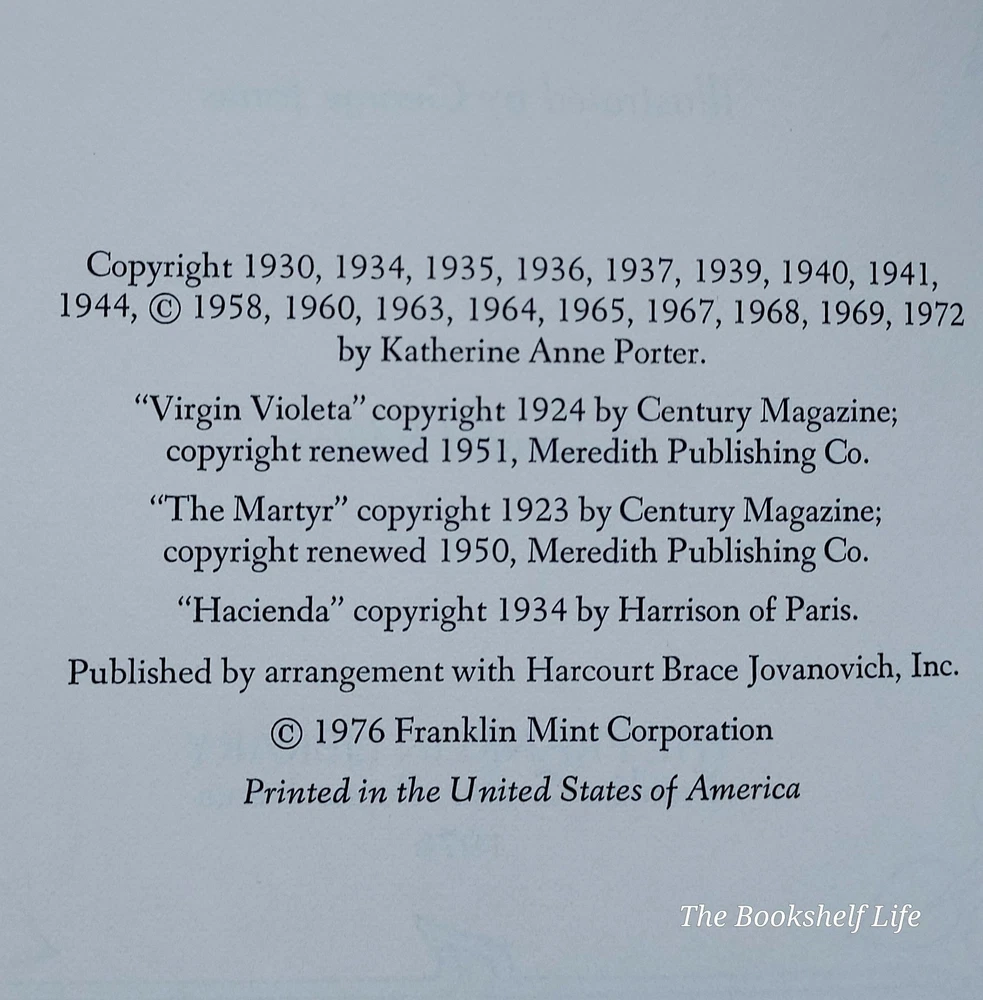 Copyright 1930, 1934, 1935, 1936, 1937, 1939, 1940, 1941,
1944, © 1958, 1960, 1963, 1964, 1965, 1967, 1968, 1969, 1972
by Katherine Anne Porter.
“Virgin Violeta” copyright 1924 by Century Magazine;
copyright renewed 1951, Meredith Publishing Co.
“The Martyr” copyright 1923 by Century Magazine;
copyright renewed 1950, Meredith Publishing Co.
“Hacienda” copyright 1934 by Harrison of Paris.
Published by arrangement with Harcourt Brace Jovanovich, Inc.
© 1976 Franklin Mint Corporation
Printed in the United States of America
The Bookshelf Life